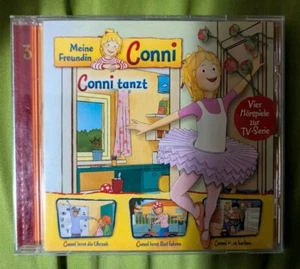 Meine
Freundin
Conni
Conni tanzt
3
Vier
Hörspiele
zur
TV-Serie
Conni lernt die Uhrzeit
Conni lernt Rad fahren
Conni